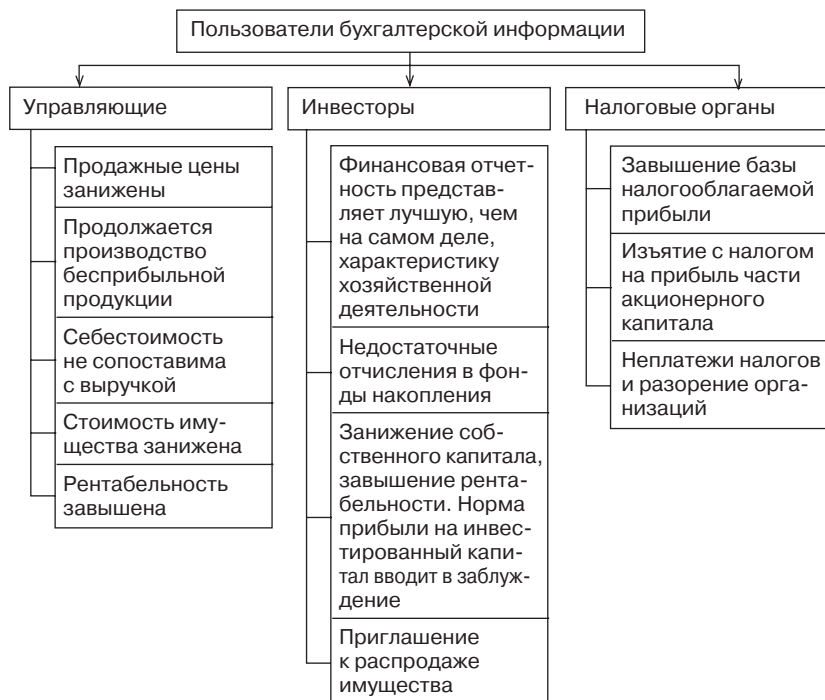 Пользователи бухгалтерской информации
Управляющие
Продажные цены
занижены
Продолжается
производство
бесприбыльной
продукции
Себестоимость
не сопоставима
с выручкой
Стоимость иму-
щества занижена
Рентабельность
завышена
Инвесторы
Финансовая отчет-
ность представ-
ляет лучшую, чем
на самом деле,
характеристику
хозяйственной
деятельности
Недостаточные
отчисления в фон-
ды накопления
Занижение соб-
ственного капитала,
завышение рента-
бельности. Норма
прибыли на инвес-
тированный капи-
тал вводит в заблуж-
дение
Приглашение
к распродаже
имущества
Налоговые органы
Завышение базы
налогооблагаемой
прибыли
Изъятие с налогом
на прибыль части
акционерного
капитала
Неплатежи налогов
и разорение орга-
низаций